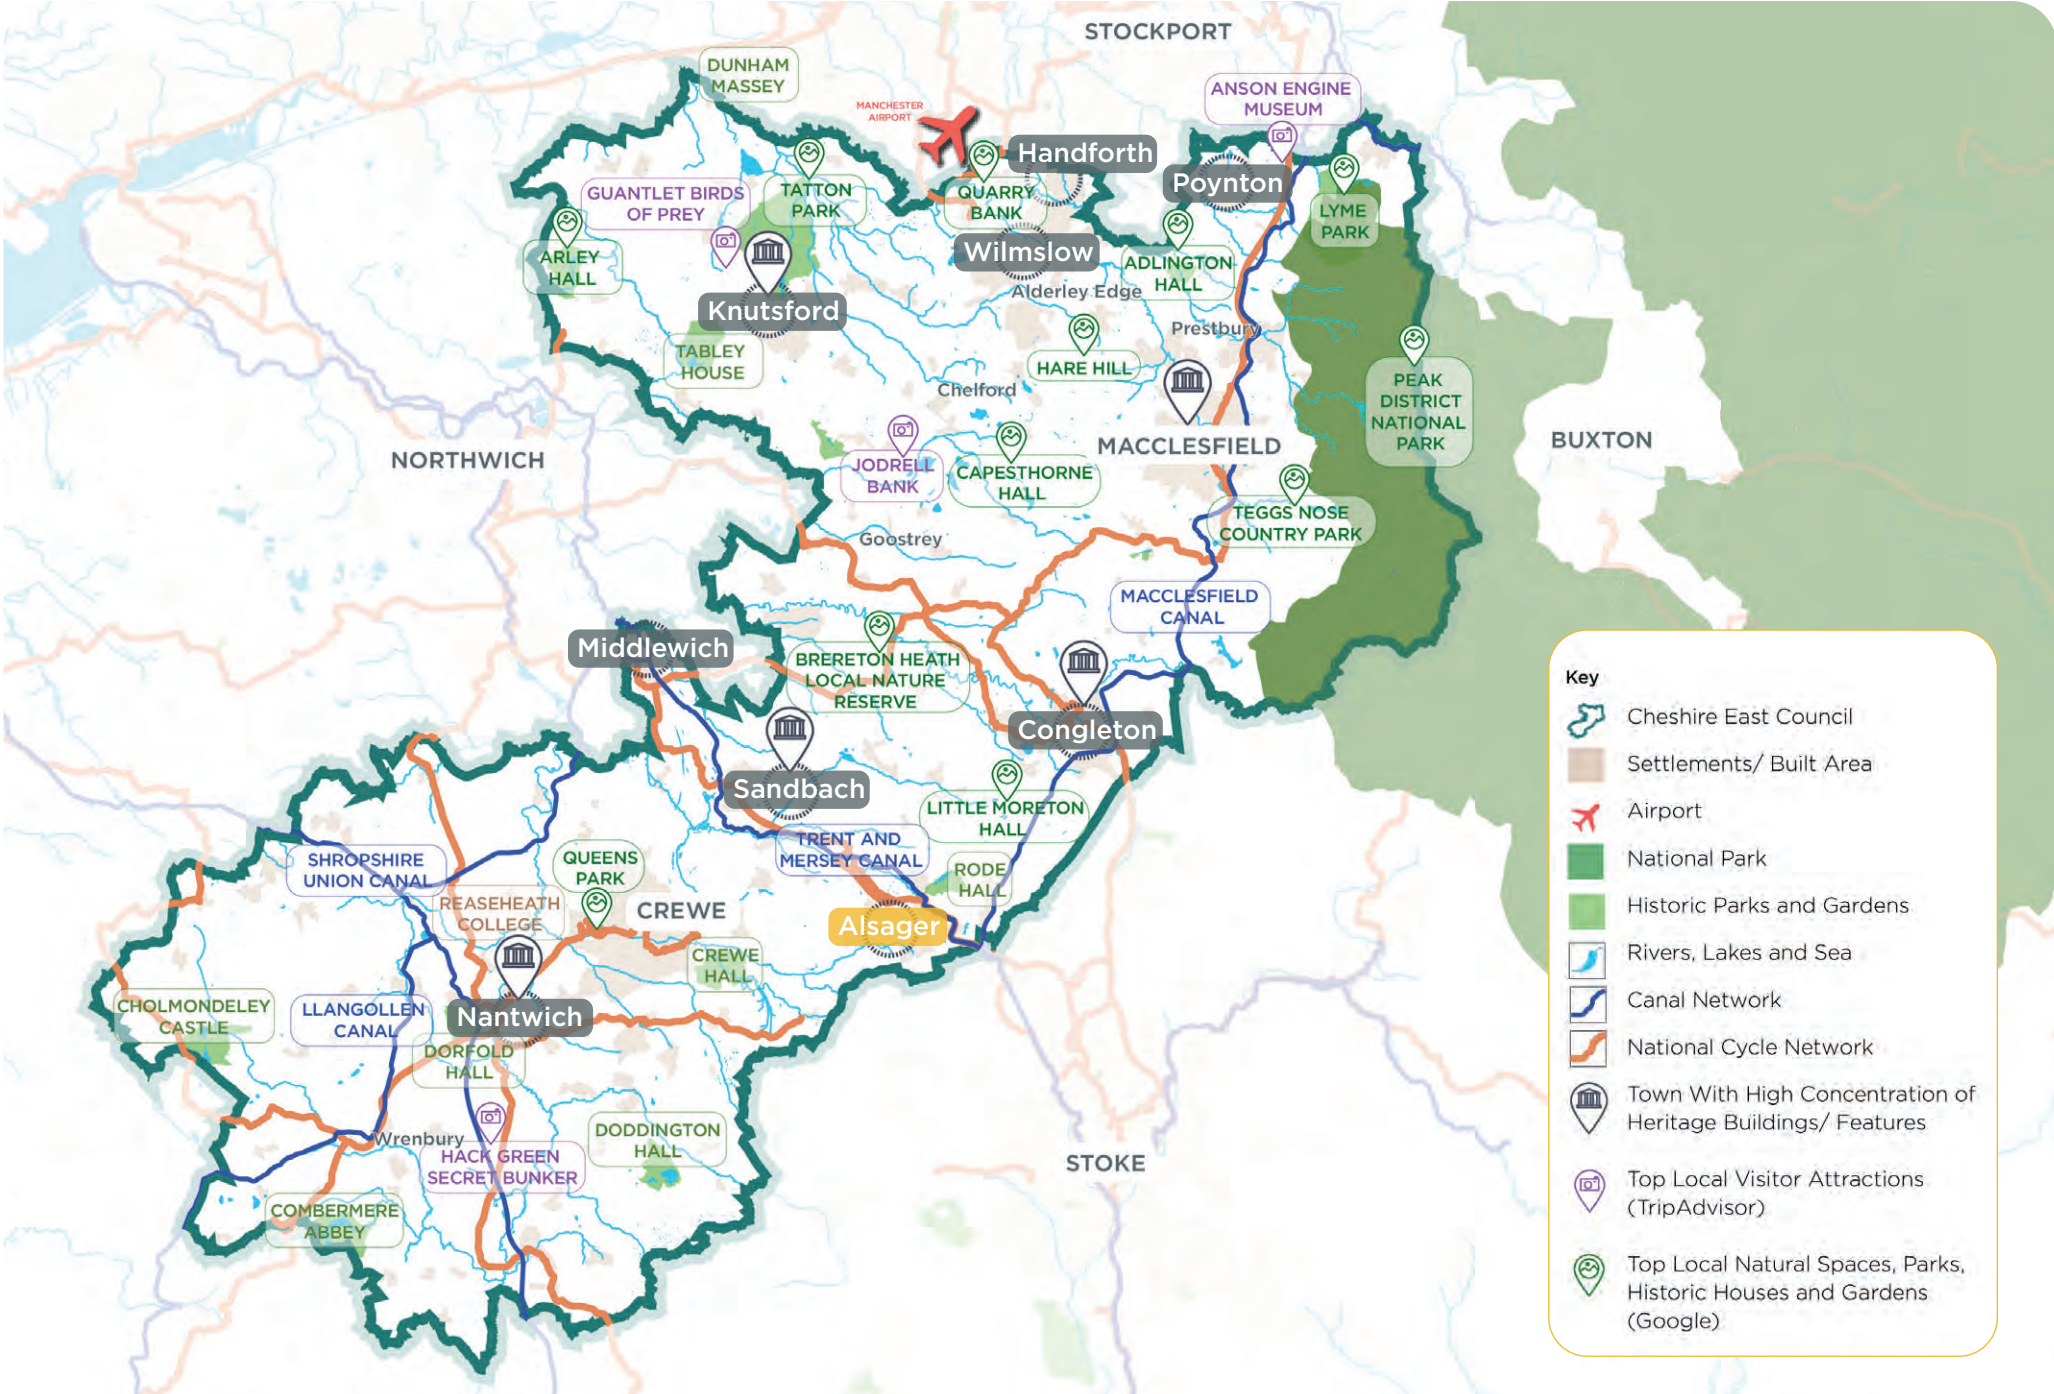 STOCKPORT
DUNHAM
MASSEY
MANCHESTER
AIRPORT
ANSON ENGINE
MUSEUM
Handforth
Poynton
GUANTLET BIRDS
OF PREY
TATTON
PARK
QUARRY
BANK
LYME
PARK
ARLEY
HALL
Wilmslow
ADLINGTON
HALL
Alderley Edge
Knutsford
Prestbury
TABLEY
HOUSE
HARE HILL
Chelford
PEAK
DISTRICT
NATIONAL
PARK
BUXTON
NORTHWICH
MACCLESFIELD
JODRELL
BANK
CAPESTHORNE
HALL
TEGGS NOSE
COUNTRY PARK
Goostrey
MACCLESFIELD
CANAL
Middlewich
BRERETON HEATH
LOCAL NATURE
RESERVE
Congleton
Sandbach
LITTLE MORETON
HALL
TRENT AND
MERSEY CANAL
SHROPSHIRE
UNION CANAL
QUEENS
PARK
RODE
HALL
REASEHEATH
COLLEGE
CREWE
Alsager
CREWE
HALL
CHOLMONDELEY
CASTLE
LLANGOLLEN
CANAL
Nantwich
DORFOLD
HALL
Wrenbury
HACK GREEN
SECRET BUNKER
DODDINGTON
HALL
STOKE
COMBERMERE
ABBEY
Key
Cheshire East Council
Settlements/ Built Area
Airport
National Park
Historic Parks and Gardens
Rivers, Lakes and Sea
Canal Network
National Cycle Network
Town With High Concentration of
Heritage Buildings/ Features
Top Local Visitor Attractions
(TripAdvisor)
Top Local Natural Spaces, Parks,
Historic Houses and Gardens
(Google)